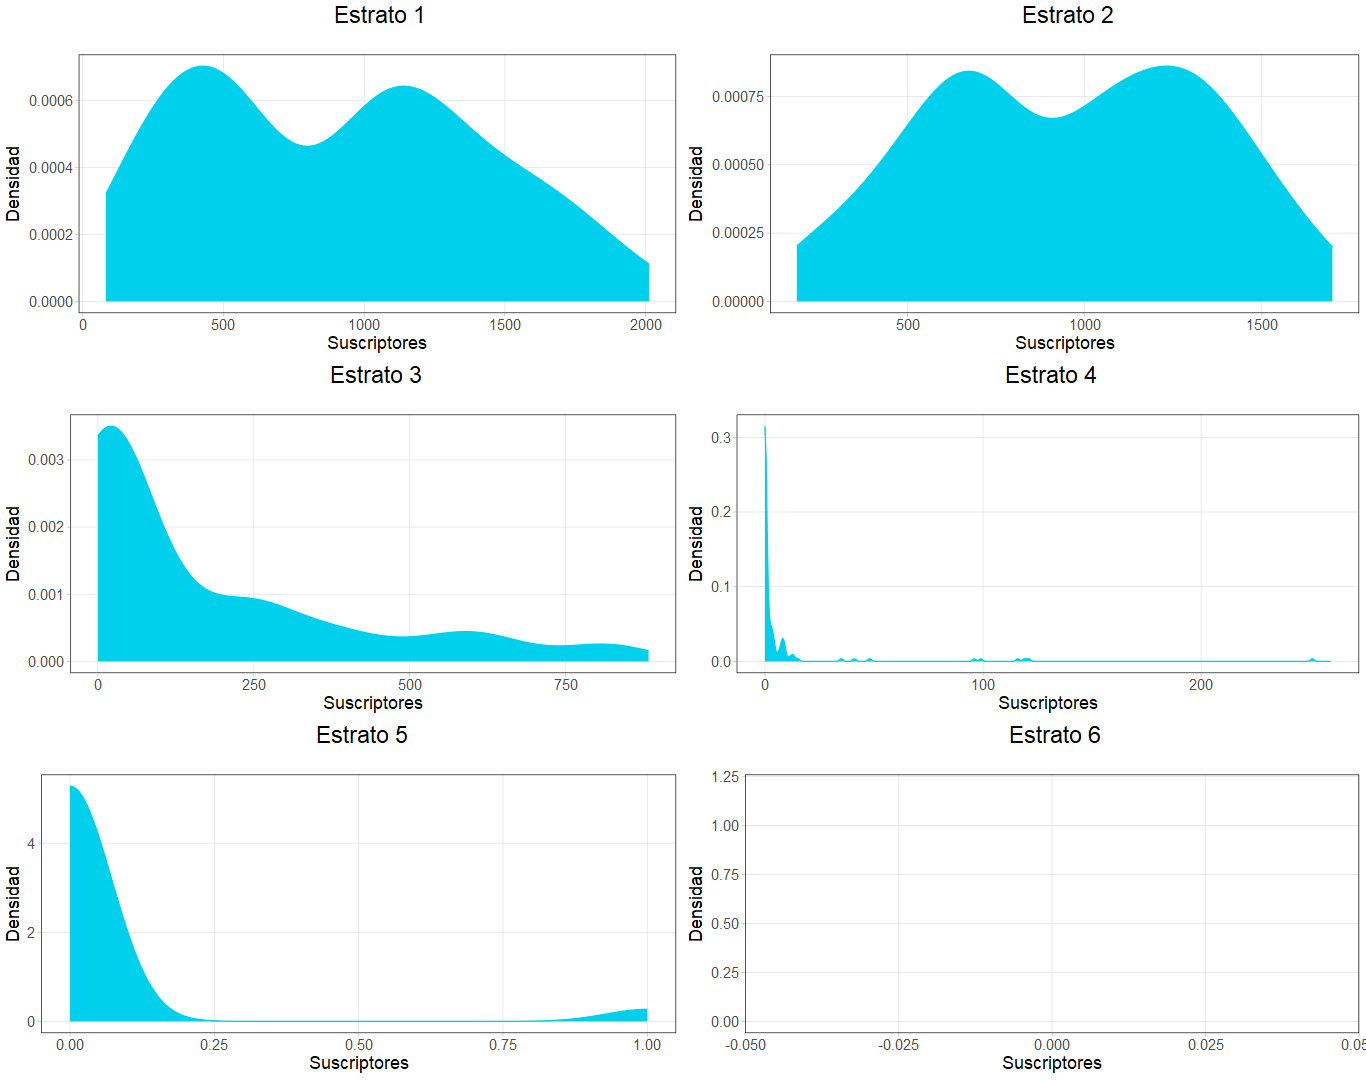 Estrato 1
Densidad
0.0006
0.0004
0.0002
0.0000
0 500 1000 1500 2000
Suscriptores
Estrato 2
Densidad
0.00075
0.00050
0.00025
0.00000
500 1000 1500
Suscriptores
Estrato 3
Densidad
0.003
0.002
0.001
0.000
0 250 500 750
Suscriptores
Estrato 4
Densidad
0.3
0.2
0.1
0.0
0 100 200
Suscriptores
Estrato 5
Densidad
4
2
0
0.00 0.25 0.50 0.75 1.00
Suscriptores
Estrato 6
Densidad
1.25
1.00
0.75
0.50
0.25
0.00
-0.050 -0.025 0.000 0.025 0.05
Suscriptores